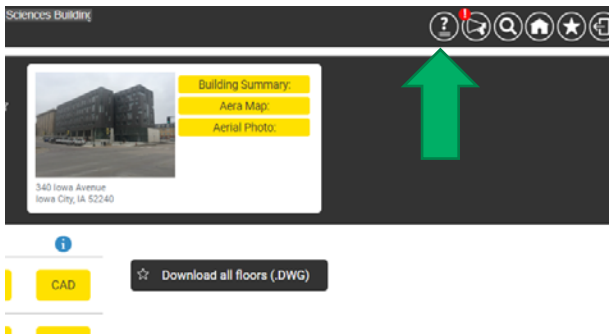 Sciences Building
Building Summary:
Aera Map:
Aerial Photo:
340 Iowa Avenue
Iowa City, IA 52240
CAD
Download all floors (.DWG)